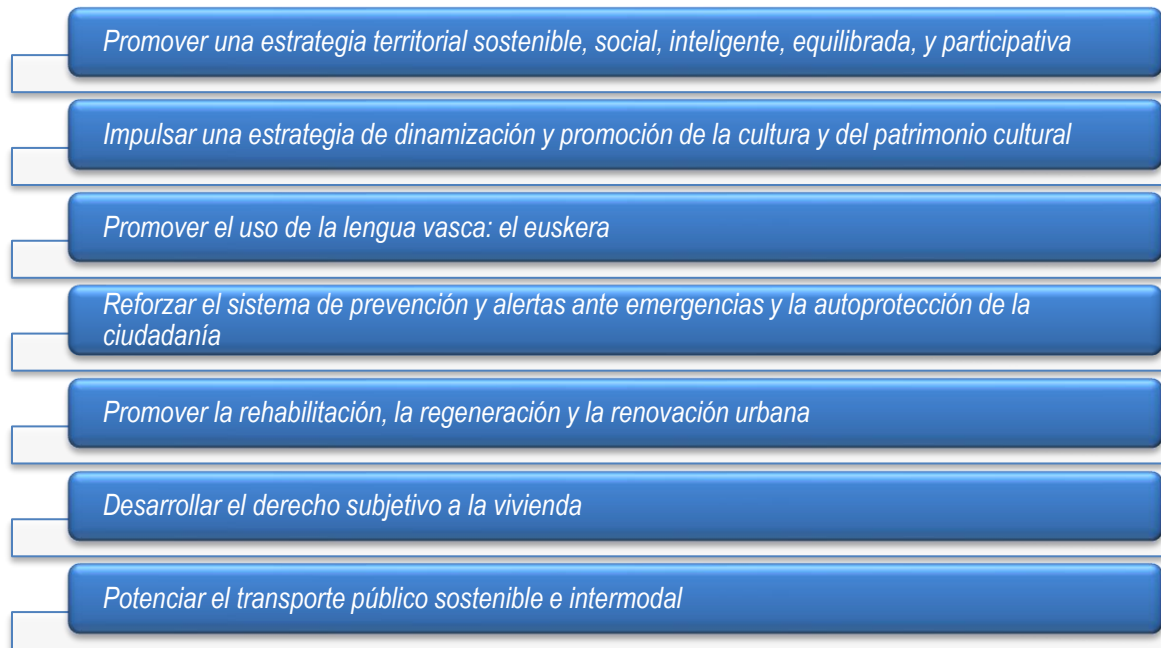 Promover una estrategia territorial sostenible, social, inteligente, equilibrada, y participativa
Impulsar una estrategia de dinamización y promoción de la cultura y del patrimonio cultural
Promover el uso de la lengua vasca: el euskera
Reforzar el sistema de prevención y alertas ante emergencias y la autoprotección de la
ciudadanía
Promover la rehabilitación, la regeneración y la renovación urbana
Desarrollar el derecho subjetivo a la vivienda
Potenciar el transporte público sostenible e intermodal